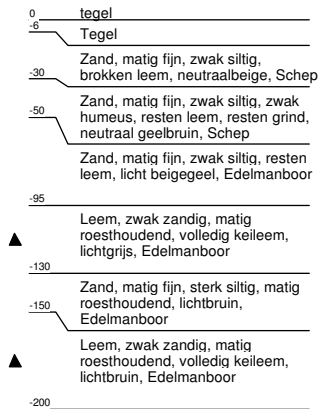 0 tegel
-6 Tegel
Zand, matig fijn, zwak siltig,
brokken leem, neutraalbeige, Schep
-30
Zand, matig fijn, zwak siltig, zwak
humeus, resten leem, resten grind,
neutraal geelbruin, Schep
-50
Zand, matig fijn, zwak siltig, resten
leem, licht beigegeel, Edelmanboor
-95
Leem, zwak zandig, matig
roesthoudend, volledig keileem,
lichtgrijs, Edelmanboor
-130
Zand, matig fijn, sterk siltig, matig
roesthoudend, lichtbruin,
Edelmanboor
-150
Leem, zwak zandig, matig
roesthoudend, volledig keileem,
lichtbruin, Edelmanboor
-200